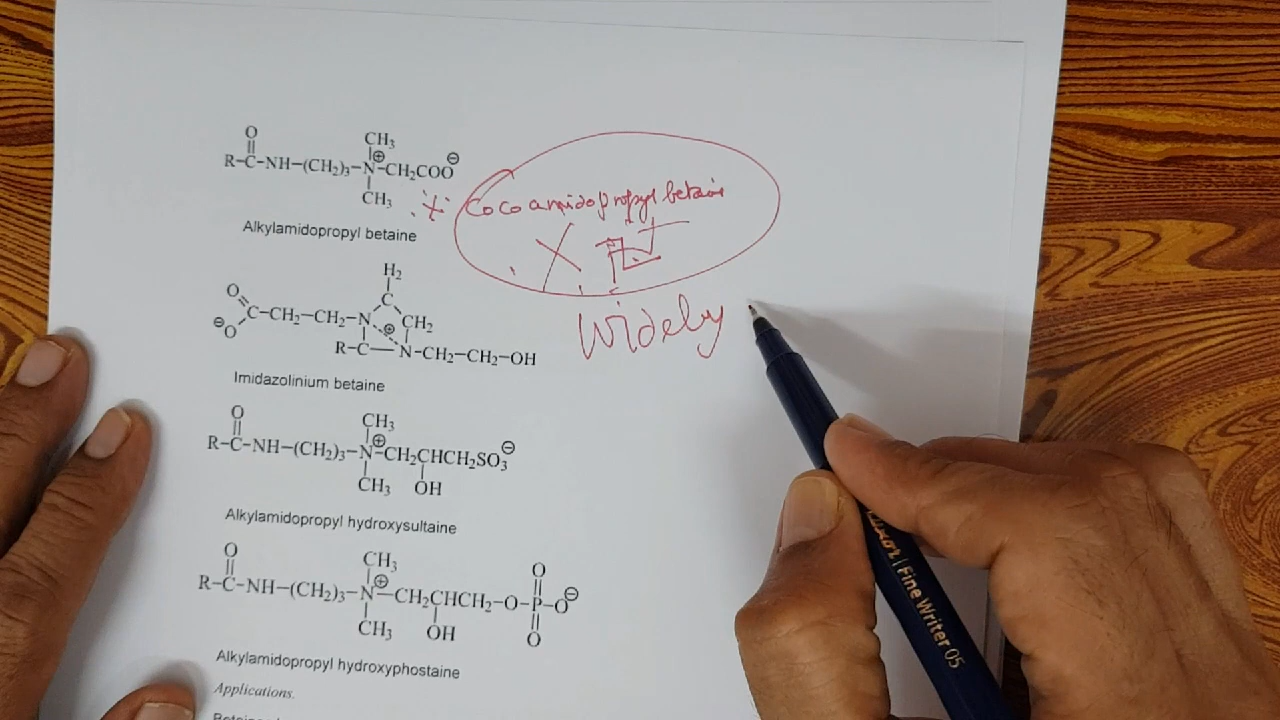 O
CH₃
R-C-NH-(CH₂)₃-N-CH₂COO⊖
⊕
CH₃
Coco amidopropyl betaine
Alkylamidopropyl betaine
H₂
C
O
C-CH₂-CH₂-N
⊕
CH₂
⊖O
R-C-N-CH₂-CH₂-OH
Widely
Imidazolinium betaine
O
CH₃
R-C-NH-(CH₂)₃-N-CH₂CHCH₂SO₃⊖
⊕
CH₃ OH
Alkylamidopropyl hydroxysultaine
O
CH₃
O
R-C-NH-(CH₂)₃-N-CH₂CHCH₂-O-P-O⊖
⊕
CH₃ OH
O
Alkylamidopropyl hydroxyphostaine
Applications.
Fine Writer 05